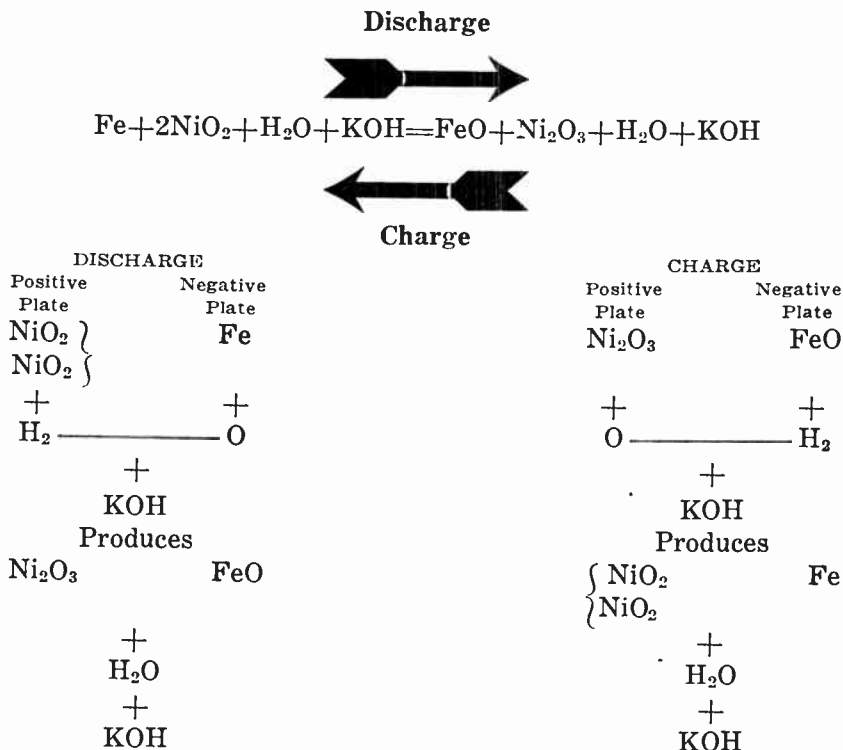 Discharge
Fe+2NiO₂+H₂O+KOH=FeO+Ni₂O₃+H₂O+KOH
Charge
DISCHARGE
Positive Plate Negative Plate
NiO₂ } Fe
NiO₂ }
+ +
H₂ O
+
KOH
Produces
Ni₂O₃ FeO
+
H₂O
+
KOH
CHARGE
Positive Plate Negative Plate
Ni₂O₃ FeO
+ +
O H₂
+
KOH
Produces
{ NiO₂ Fe
{ NiO₂
+
H₂O
+
KOH